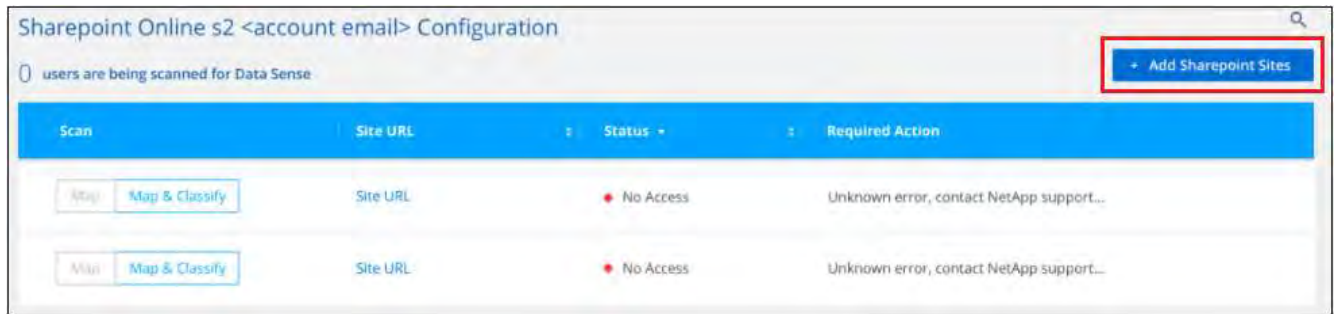 Sharepoint Online s2 <account email> Configuration
0 users are being scanned for Data Sense
+ Add Sharepoint Sites
Scan Site URL Status Required Action
Map Map & Classify Site URL No Access Unknown error, contact NetApp support...
Map Map & Classify Site URL No Access Unknown error, contact NetApp support...